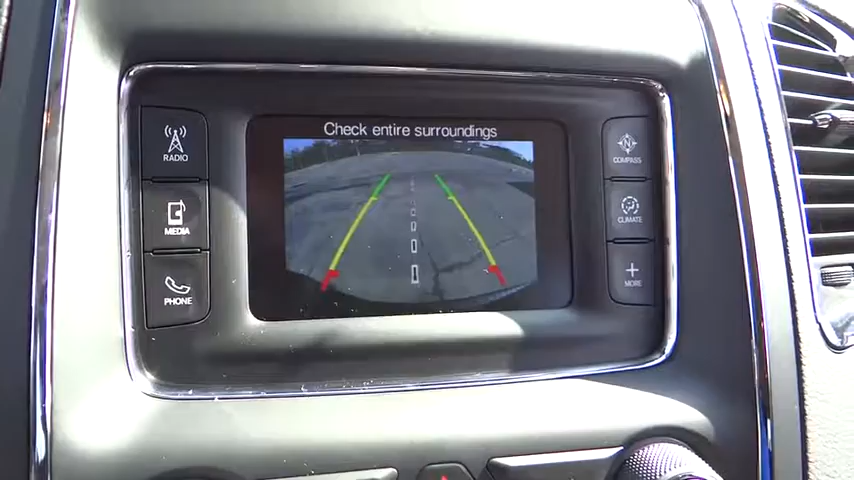 Check entire surroundings
RADIO
MEDIA
PHONE
N
COMPASS
CLIMATE
MORE